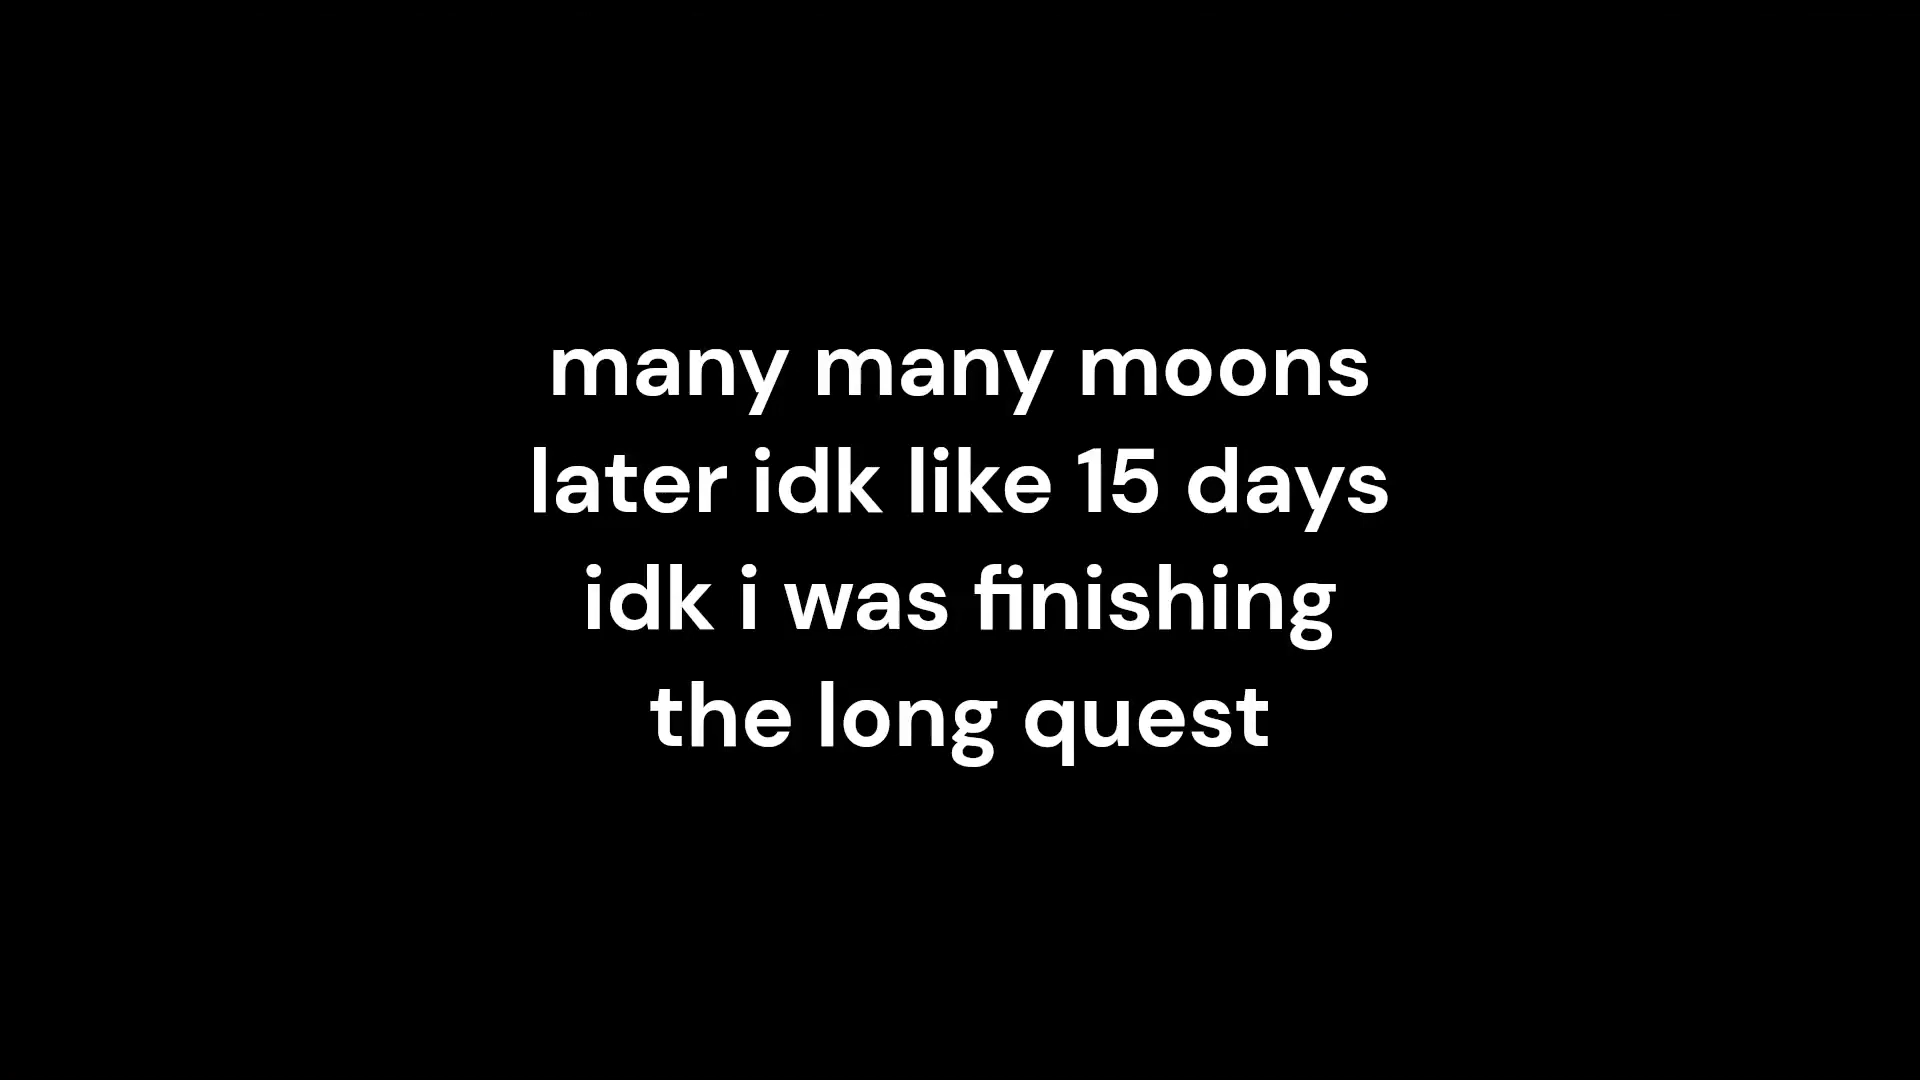 many many moons
later idk like 15 days
idk i was finishing
the long quest